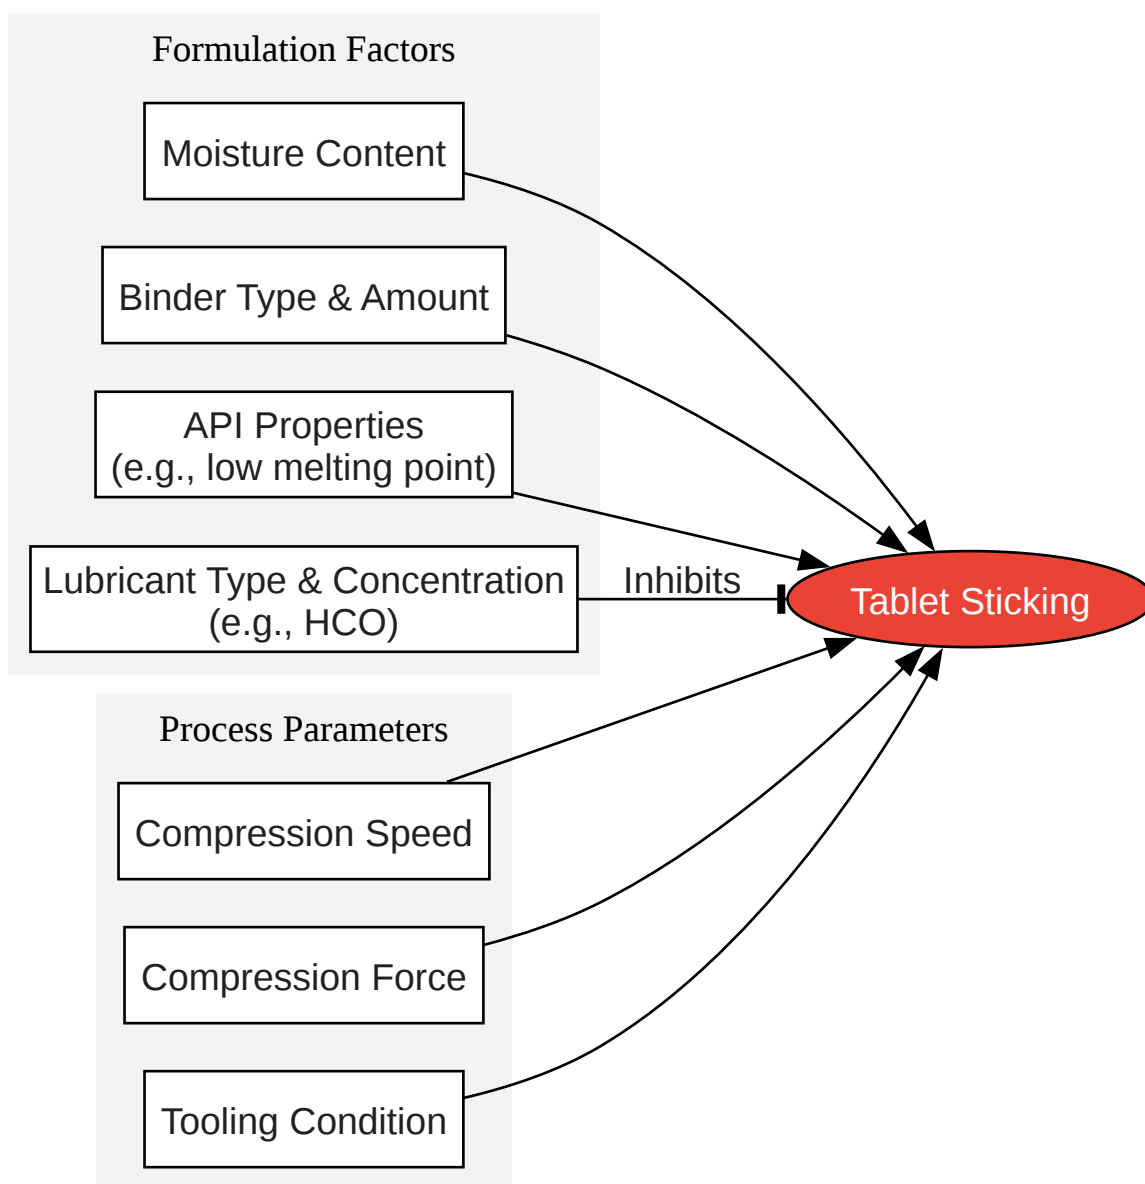 Formulation Factors
Moisture Content
Binder Type & Amount
API Properties
(e.g., low melting point)
Lubricant Type & Concentration
(e.g., HCO)
Inhibits
Tablet Sticking
Process Parameters
Compression Speed
Compression Force
Tooling Condition